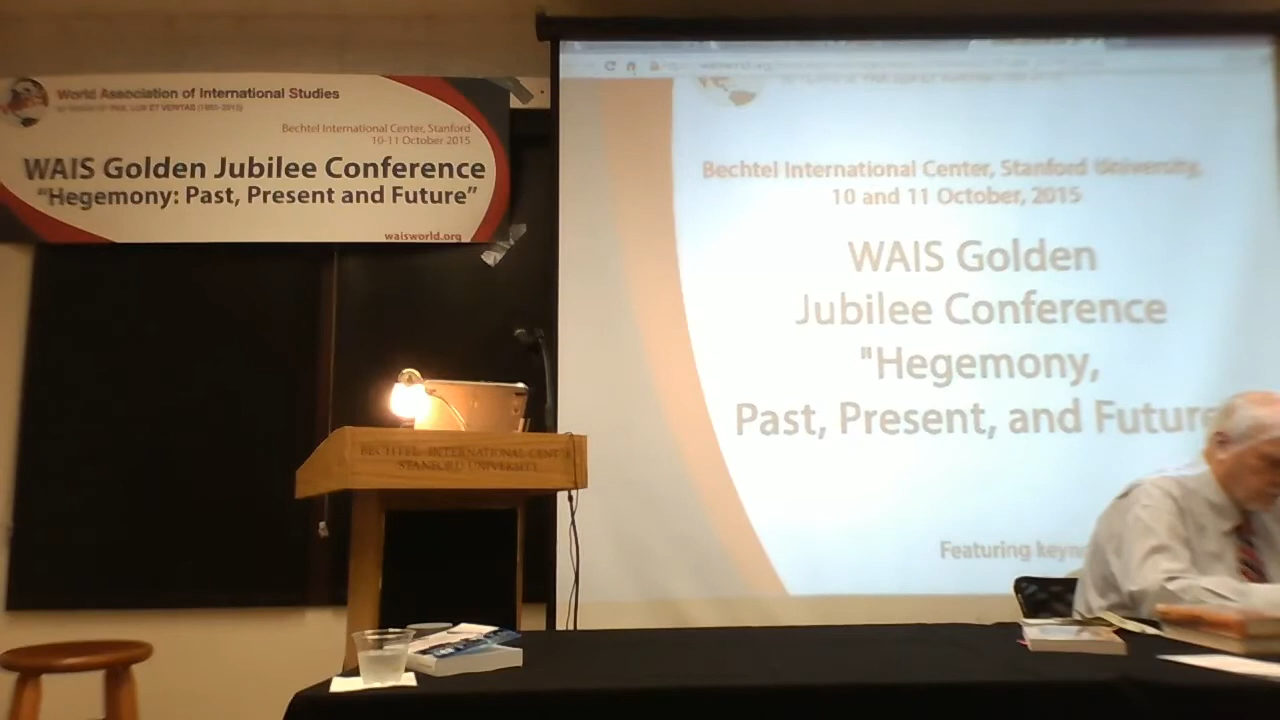 World Association of International Studies
Bechtel International Center, Stanford
10-11 October 2015
WAIS Golden Jubilee Conference
“Hegemony: Past, Present and Future”
waisworld.org
Bechtel International Center, Stanford University,
10 and 11 October, 2015
WAIS Golden
Jubilee Conference
"Hegemony,
Past, Present, and Future
Featuring
BECHTEL INTERNATIONAL
STANFORD UNIVERSITY